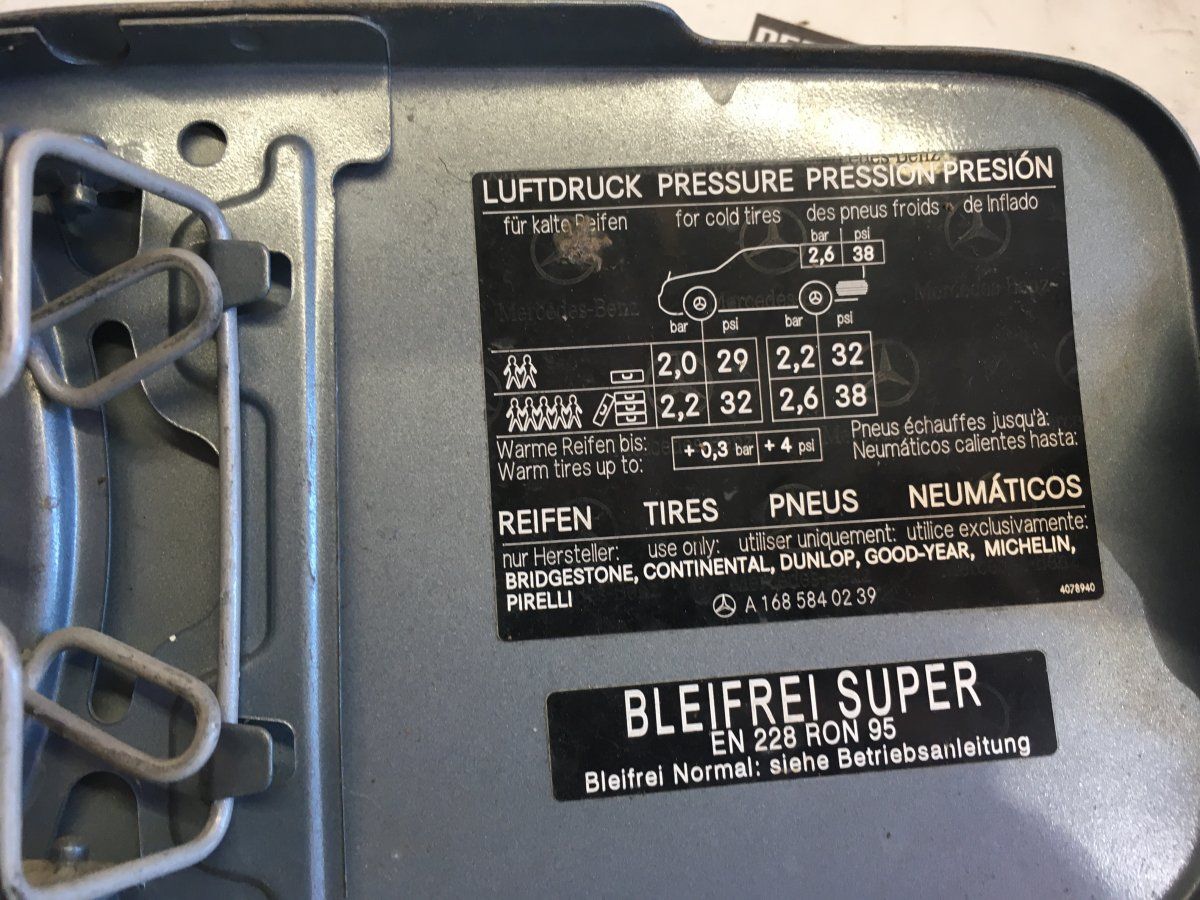 LUFTDRUCK PRESSURE PRESSION PRESIÓN
für kalte Reifen for cold tires des pneus froids de Inflado
bar psi
2,6 38
bar psi bar psi
2,0 29 2,2 32
2,2 32 2,6 38
Warme Reifen bis: + 0,3 bar + 4 psi Pneus échauffes jusqu'à:
Warm tires up to: Neumáticos calientes hasta:
REIFEN TIRES PNEUS NEUMÁTICOS
nur Hersteller: use only: utiliser uniquement: utilice exclusivamente:
BRIDGESTONE, CONTINENTAL, DUNLOP, GOOD-YEAR, MICHELIN,
PIRELLI
A 168 584 02 39
4078940
BLEIFREI SUPER
EN 228 RON 95
Bleifrei Normal: siehe Betriebsanleitung